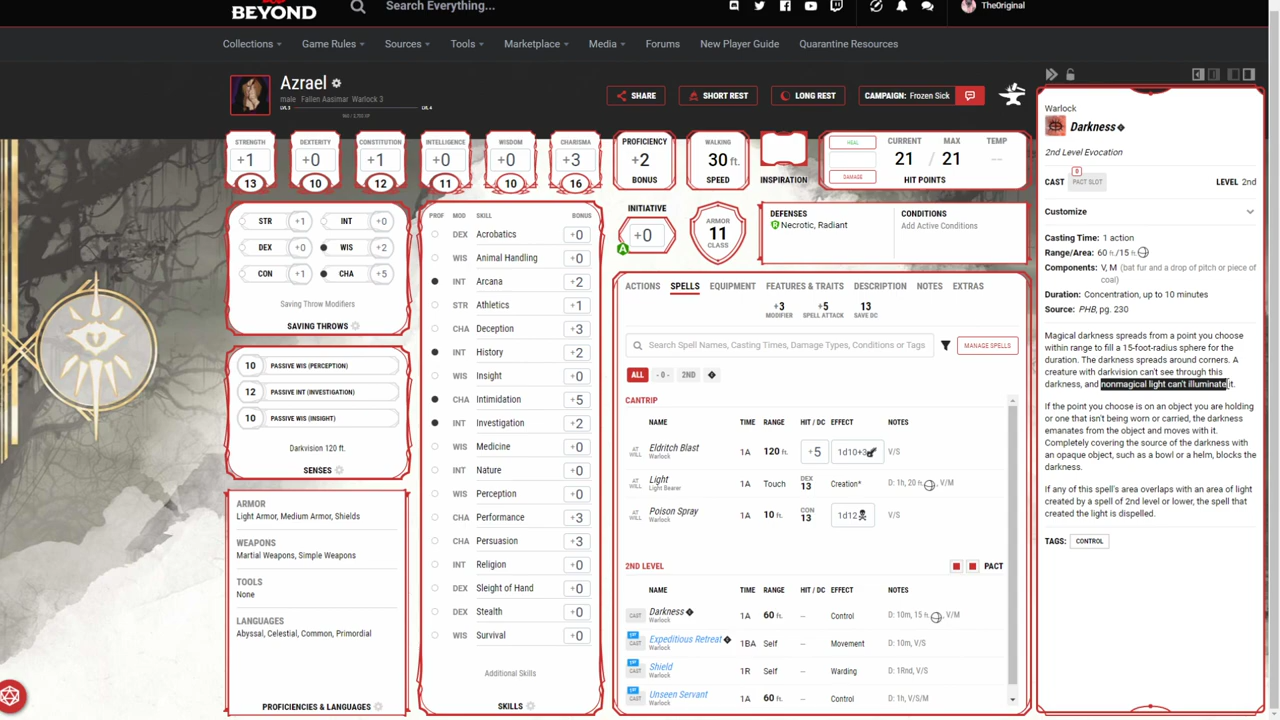 BEYOND
Search Everything...
TheOriginal
Collections
Game Rules
Sources
Tools
Marketplace
Media
Forums
New Player Guide
Quarantine Resources
Azrael
male Fallen Aasimar Warlock 3
LVL 3
LVL 4
SHARE
SHORT REST
LONG REST
CAMPAIGN: Frozen Sick
STRENGTH
+1
13
DEXTERITY
+0
10
CONSTITUTION
+1
12
INTELLIGENCE
+0
11
WISDOM
+0
10
CHARISMA
+3
16
PROFICIENCY
+2
BONUS
WALKING
30 ft.
SPEED
INSPIRATION
HEAL
DAMAGE
CURRENT
MAX
TEMP
21 / 21 --
HIT POINTS
STR +1
INT +0
DEX +0
WIS +2
CON +1
CHA +5
Saving Throw Modifiers
SAVING THROWS
10 PASSIVE WIS (PERCEPTION)
12 PASSIVE INT (INVESTIGATION)
10 PASSIVE WIS (INSIGHT)
Darkvision 120 ft.
SENSES
ARMOR
Light Armor, Medium Armor, Shields
WEAPONS
Martial Weapons, Simple Weapons
TOOLS
None
LANGUAGES
Abyssal, Celestial, Common, Primordial
PROFICIENCIES & LANGUAGES
PROF MOD SKILL BONUS
DEX Acrobatics +0
WIS Animal Handling +0
INT Arcana +2
STR Athletics +1
CHA Deception +3
INT History +2
WIS Insight +0
CHA Intimidation +5
INT Investigation +2
WIS Medicine +0
INT Nature +0
WIS Perception +0
CHA Performance +3
CHA Persuasion +3
INT Religion +0
DEX Sleight of Hand +0
DEX Stealth +0
WIS Survival +0
Additional Skills
SKILLS
INITIATIVE
+0
A
ARMOR
11
CLASS
DEFENSES
R Necrotic, Radiant
CONDITIONS
Add Active Conditions
ACTIONS
SPELLS
EQUIPMENT
FEATURES & TRAITS
DESCRIPTION
NOTES
EXTRAS
+3
MODIFIER
+5
SPELL ATTACK
13
SAVE DC
Search Spell Names, Casting Times, Damage Types, Conditions or Tags
MANAGE SPELLS
ALL
- 0 -
2ND
CANTRIP
NAME TIME RANGE HIT / DC EFFECT NOTES
AT WILL Eldritch Blast 1A 120 ft. +5 1d10+3 V/S
Warlock
AT WILL Light 1A Touch DEX 13 Creation* D: 1h, 20 ft. , V/M
Light Bearer
AT WILL Poison Spray 1A 10 ft. CON 13 1d12 V/S
Warlock
2ND LEVEL
PACT
NAME TIME RANGE HIT / DC EFFECT NOTES
CAST Darkness 1A 60 ft. -- Control D: 10m, 15 ft. , V/M
Warlock
CAST Expeditious Retreat 1BA Self -- Movement D: 10m, V/S
Warlock
CAST Shield 1R Self -- Warding D: 1Rnd, V/S
Warlock
CAST Unseen Servant 1A 60 ft. -- Control D: 1h, V/S/M
Warlock
Warlock
Darkness
2nd Level Evocation
CAST
0
PACT SLOT
LEVEL 2nd
Customize
Casting Time: 1 action
Range/Area: 60 ft./15 ft.
Components: V, M (bat fur and a drop of pitch or piece of
coal)
Duration: Concentration, up to 10 minutes
Source: PHB, pg. 230
Magical darkness spreads from a point you choose
within range to fill a 15-foot-radius sphere for the
duration. The darkness spreads around corners. A
creature with darkvision can't see through this
darkness, and nonmagical light can't illuminate it.
If the point you choose is on an object you are holding
or one that isn't being worn or carried, the darkness
emanates from the object and moves with it.
Completely covering the source of the darkness with
an opaque object, such as a bowl or a helm, blocks the
darkness.
If any of this spell's area overlaps with an area of light
created by a spell of 2nd level or lower, the spell that
created the light is dispelled.
TAGS: CONTROL